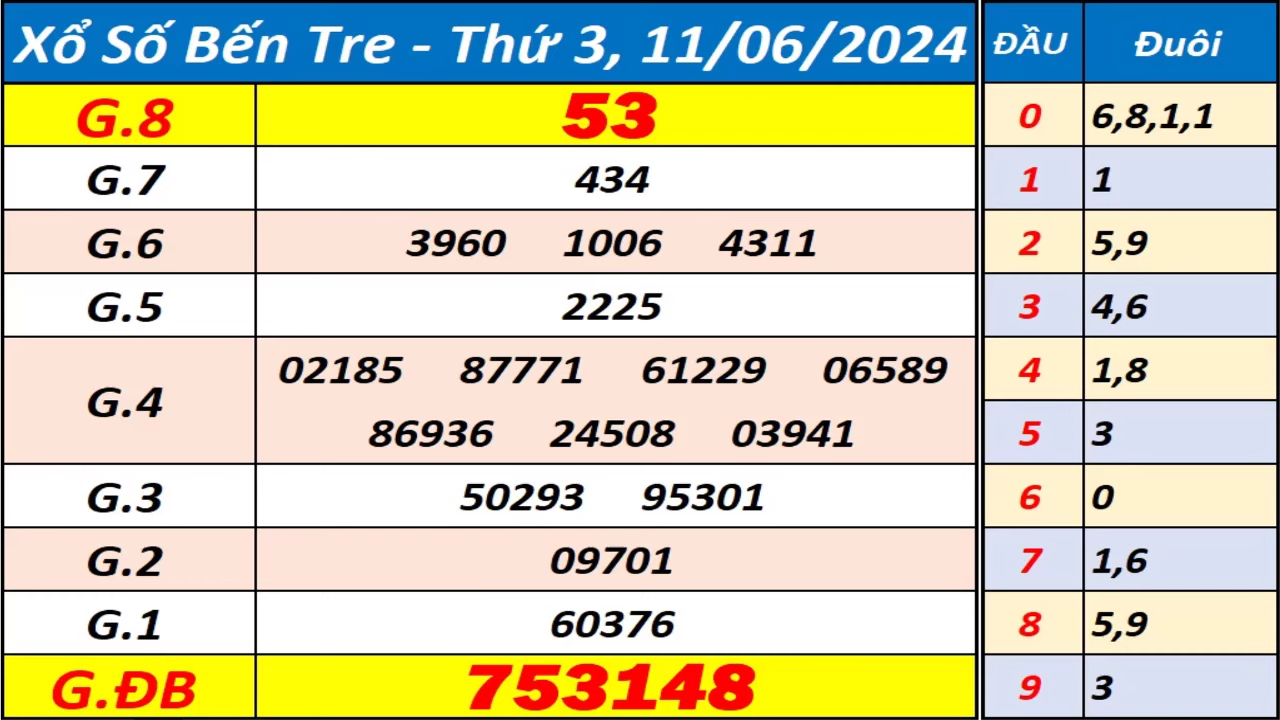 Xổ Số Bến Tre - Thứ 3, 11/06/2024 ĐẦU Đuôi
G.8 53 0 6,8,1,1
G.7 434 1 1
G.6 3960 1006 4311 2 5,9
G.5 2225 3 4,6
G.4 02185 87771 61229 06589 4 1,8
86936 24508 03941 5 3
G.3 50293 95301 6 0
G.2 09701 7 1,6
G.1 60376 8 5,9
G.ĐB 753148 9 3